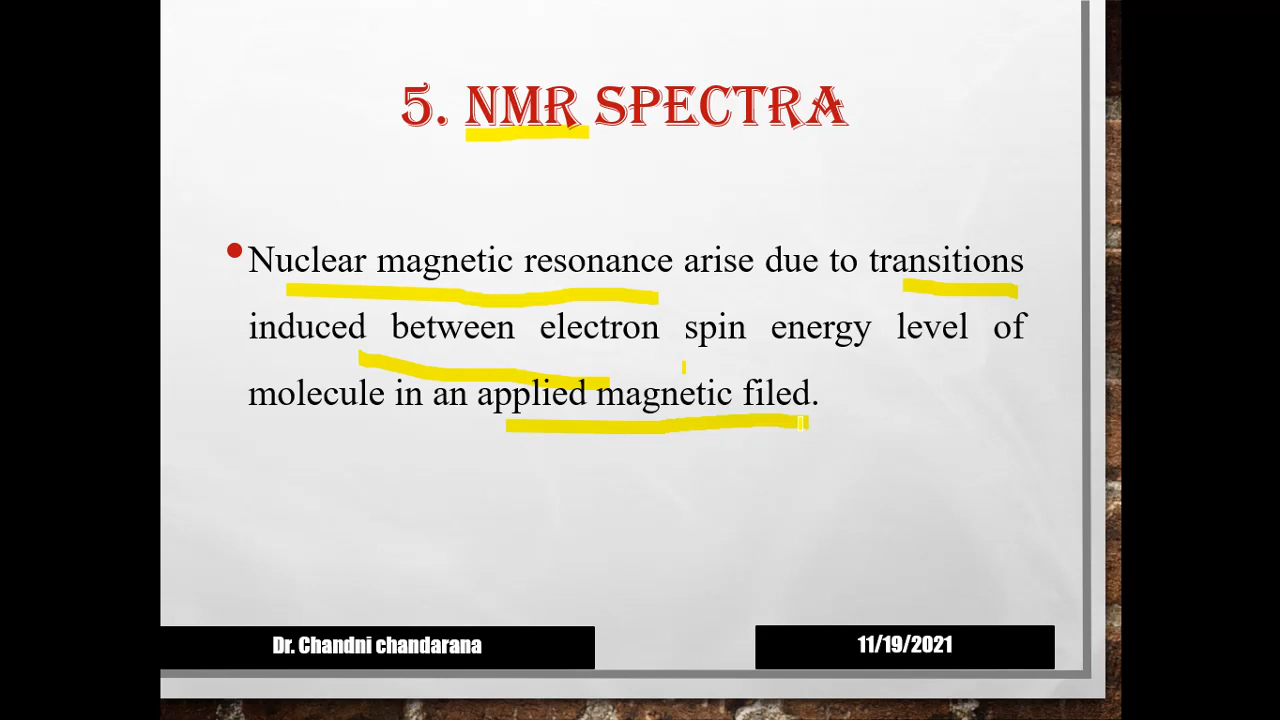 5. NMR SPECTRA
• Nuclear magnetic resonance arise due to transitions
induced between electron spin energy level of
molecule in an applied magnetic filed.
Dr. Chandni chandarana
11/19/2021